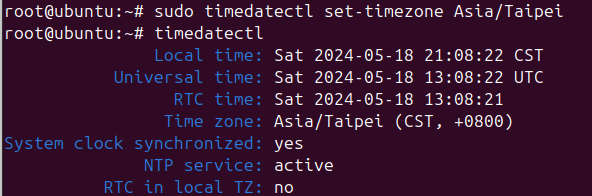 root@ubuntu:~# sudo timedatectl set-timezone Asia/Taipei
root@ubuntu:~# timedatectl
Local time: Sat 2024-05-18 21:08:22 CST
Universal time: Sat 2024-05-18 13:08:22 UTC
RTC time: Sat 2024-05-18 13:08:21
Time zone: Asia/Taipei (CST, +0800)
System clock synchronized: yes
NTP service: active
RTC in local TZ: no